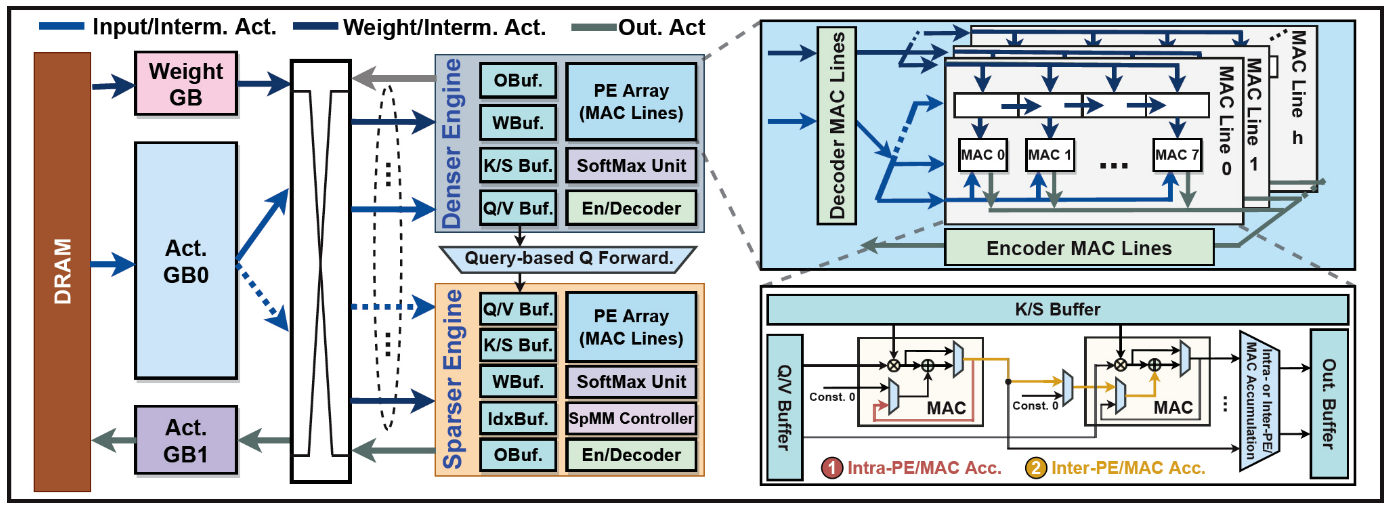 Input/Interm. Act.
Weight/Interm. Act.
Out. Act
DRAM
Weight
GB
Act.
GB0
Act.
GB1
Denser Engine
OBuf.
WBuf.
K/S Buf.
Q/V Buf.
PE Array
(MAC Lines)
SoftMax Unit
En/Decoder
Query-based Q Forward.
Sparser Engine
Q/V Buf.
K/S Buf.
WBuf.
IdxBuf.
OBuf.
PE Array
(MAC Lines)
SoftMax Unit
SpMM Controller
En/Decoder
Decoder MAC Lines
MAC 0
MAC 1
...
MAC 7
MAC Line 0
MAC Line 1
MAC Line h
Encoder MAC Lines
K/S Buffer
Q/V Buffer
Const. 0
MAC
Const. 0
MAC
...
Intra- or Inter-PE/
MAC Accumulation
Out. Buffer
1 Intra-PE/MAC Acc.
2 Inter-PE/MAC Acc.